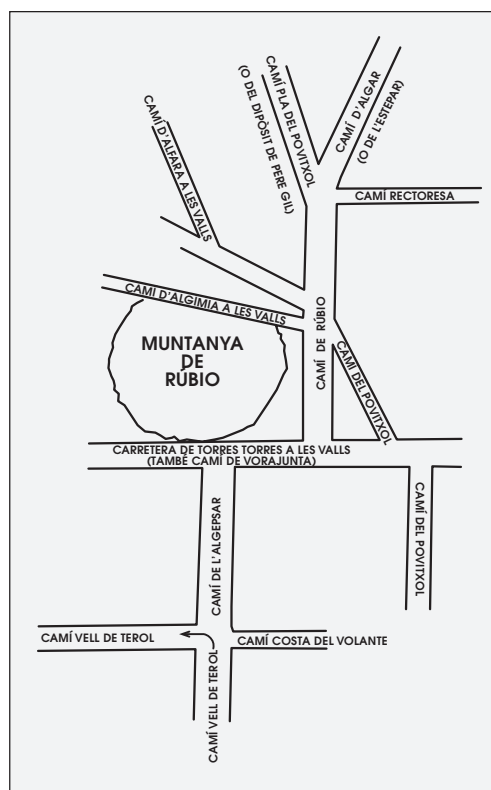 CAMÍ D'ALFARA A LES VALLS
CAMÍ PLA DEL POVITXOL
(O DEL DIPÒSIT DE PERE GIL)
CAMÍ D'ALGAR
(O DE L'ESTEPAR)
CAMÍ RECTORESA
CAMI D'ALGÍMIA A LES VALLS
MUNTANYA
DE
RÚBIO
CAMÍ DE RÚBIO
CAMÍ DEL POVITXOL
CARRETERA DE TORRES TORRES A LES VALLS
(TAMBÉ CAMÍ DE VORAJUNTA)
CAMÍ DE L'ALGEPSAR
CAMÍ DEL POVITXOL
CAMÍ VELL DE TEROL
CAMÍ COSTA DEL VOLANTE
CAMÍ VELL DE TEROL